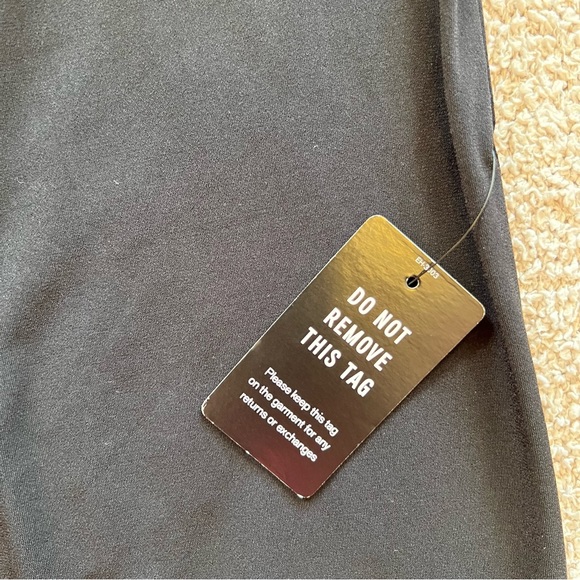 DO NOT
REMOVE
THIS TAG
Please keep this tag
on the garment for any
returns or exchanges